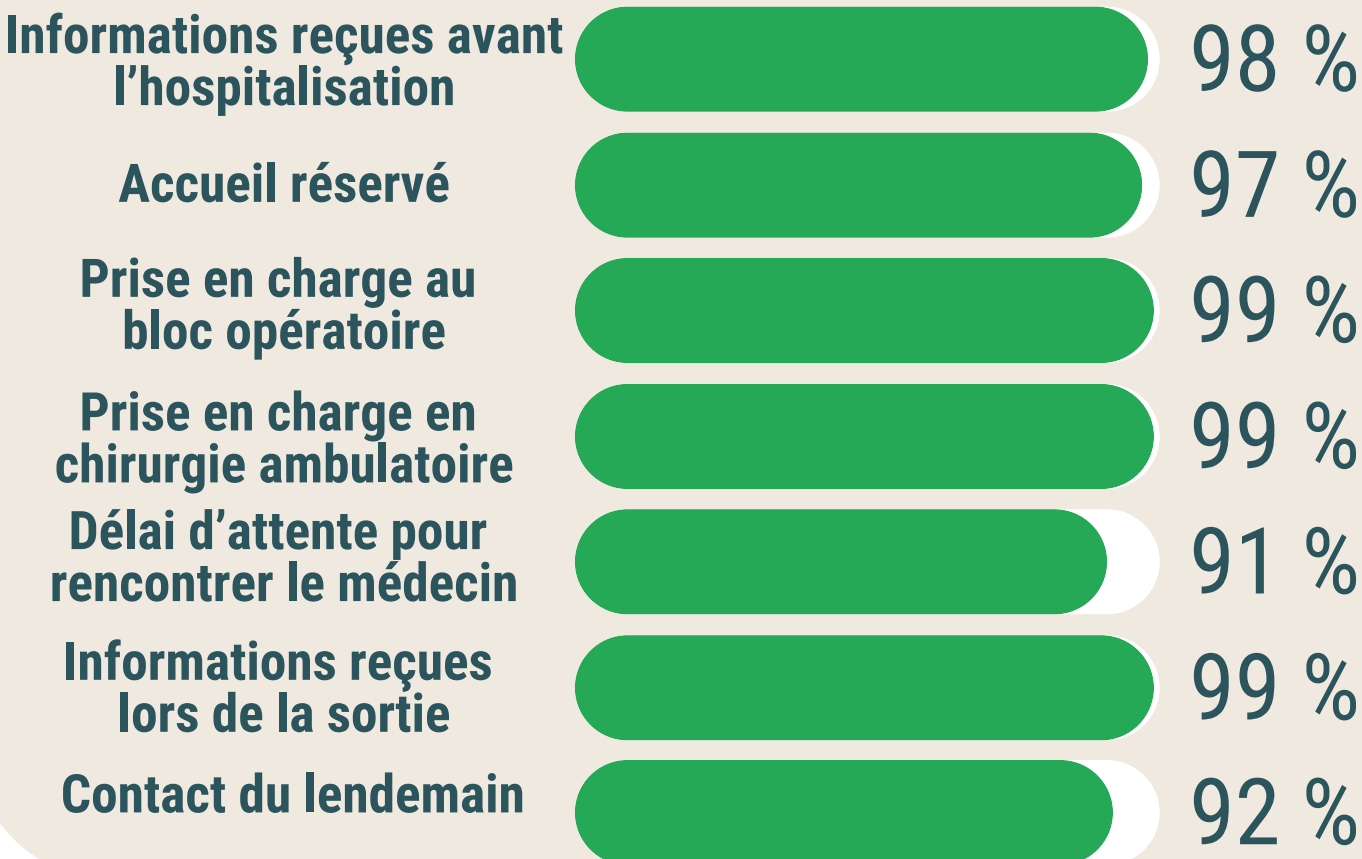 Informations reçues avant
l’hospitalisation
98 %
Accueil réservé
97 %
Prise en charge au
bloc opératoire
99 %
Prise en charge en
chirurgie ambulatoire
99 %
Délai d’attente pour
rencontrer le médecin
91 %
Informations reçues
lors de la sortie
99 %
Contact du lendemain
92 %